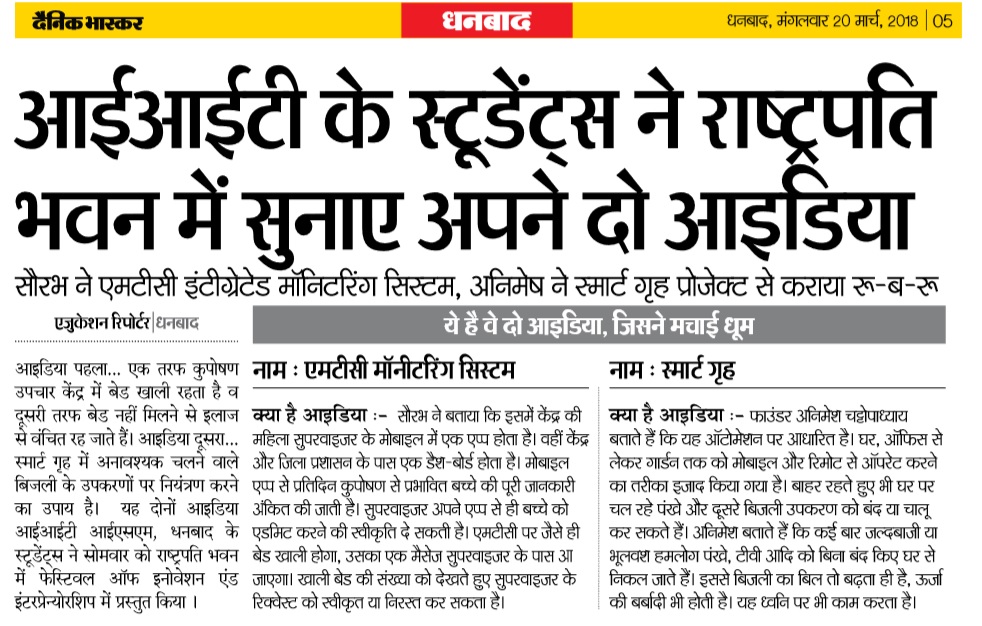 दैनिक भास्कर
धनबाद
धनबाद, मंगलवार 20 मार्च, 2018 | 05
आईआईटी के स्टूडेंट्स ने राष्ट्रपति
भवन में सुनाए अपने दो आइडिया
सौरभ ने एमटीसी इंटीग्रेटेड मॉनिटरिंग सिस्टम, अनिमेष ने स्मार्ट गृह प्रोजेक्ट से कराया रू-ब-रू
एजुकेशन रिपोर्टर|धनबाद
आइडिया पहला... एक तरफ कुपोषण
उपचार केंद्र में बेड खाली रहता है व
दूसरी तरफ बेड नहीं मिलने से इलाज
से वंचित रह जाते हैं। आइडिया दूसरा...
स्मार्ट गृह में अनावश्यक चलने वाले
बिजली के उपकरणों पर नियंत्रण करने
का उपाय है। यह दोनों आइडिया
आईआईटी आईएसएम, धनबाद के
स्टूडेंट्स ने सोमवार को राष्ट्रपति भवन
में फेस्टिवल ऑफ इनोवेशन एंड
इंटरप्रेन्योरशिप में प्रस्तुत किया ।
ये है वे दो आइडिया, जिसने मचाई धूम
नाम : एमटीसी मॉनीटरिंग सिस्टम
क्या है आइडिया :- सौरभ ने बताया कि इसमें केंद्र की
महिला सुपरवाइजर के मोबाइल में एक एप्प होता है। वहीं केंद्र
और जिला प्रशासन के पास एक डैश-बोर्ड होता है। मोबाइल
एप्प से प्रतिदिन कुपोषण से प्रभावित बच्चे की पूरी जानकारी
अंकित की जाती है। सुपरवाइजर अपने एप्प से ही बच्चे को
एडमिट करने की स्वीकृति दे सकती है। एमटीसी पर जैसे ही
बेड खाली होगा, उसका एक मैसेज सुपरवाइजर के पास आ
जाएगा। खाली बेड की संख्या को देखते हुए सुपरवाइजर के
रिक्वेस्ट को स्वीकृत या निरस्त कर सकता है।
नाम : स्मार्ट गृह
क्या है आइडिया :- फाउंडर अनिमेश चट्टोपाध्याय
बताते हैं कि यह ऑटोमेशन पर आधारित है। घर, ऑफिस से
लेकर गार्डन तक को मोबाइल और रिमोट से ऑपरेट करने
का तरीका इजाद किया गया है। बाहर रहते हुए भी घर पर
चल रहे पंखे और दूसरे बिजली उपकरण को बंद या चालू
कर सकते हैं। अनिमेश बताते हैं कि कई बार जल्दबाजी या
भूलवश हमलोग पंखे, टीवी आदि को बिना बंद किए घर से
निकल जाते हैं। इससे बिजली का बिल तो बढ़ता ही है, ऊर्जा
की बर्बादी भी होती है। यह ध्वनि पर भी काम करता है।